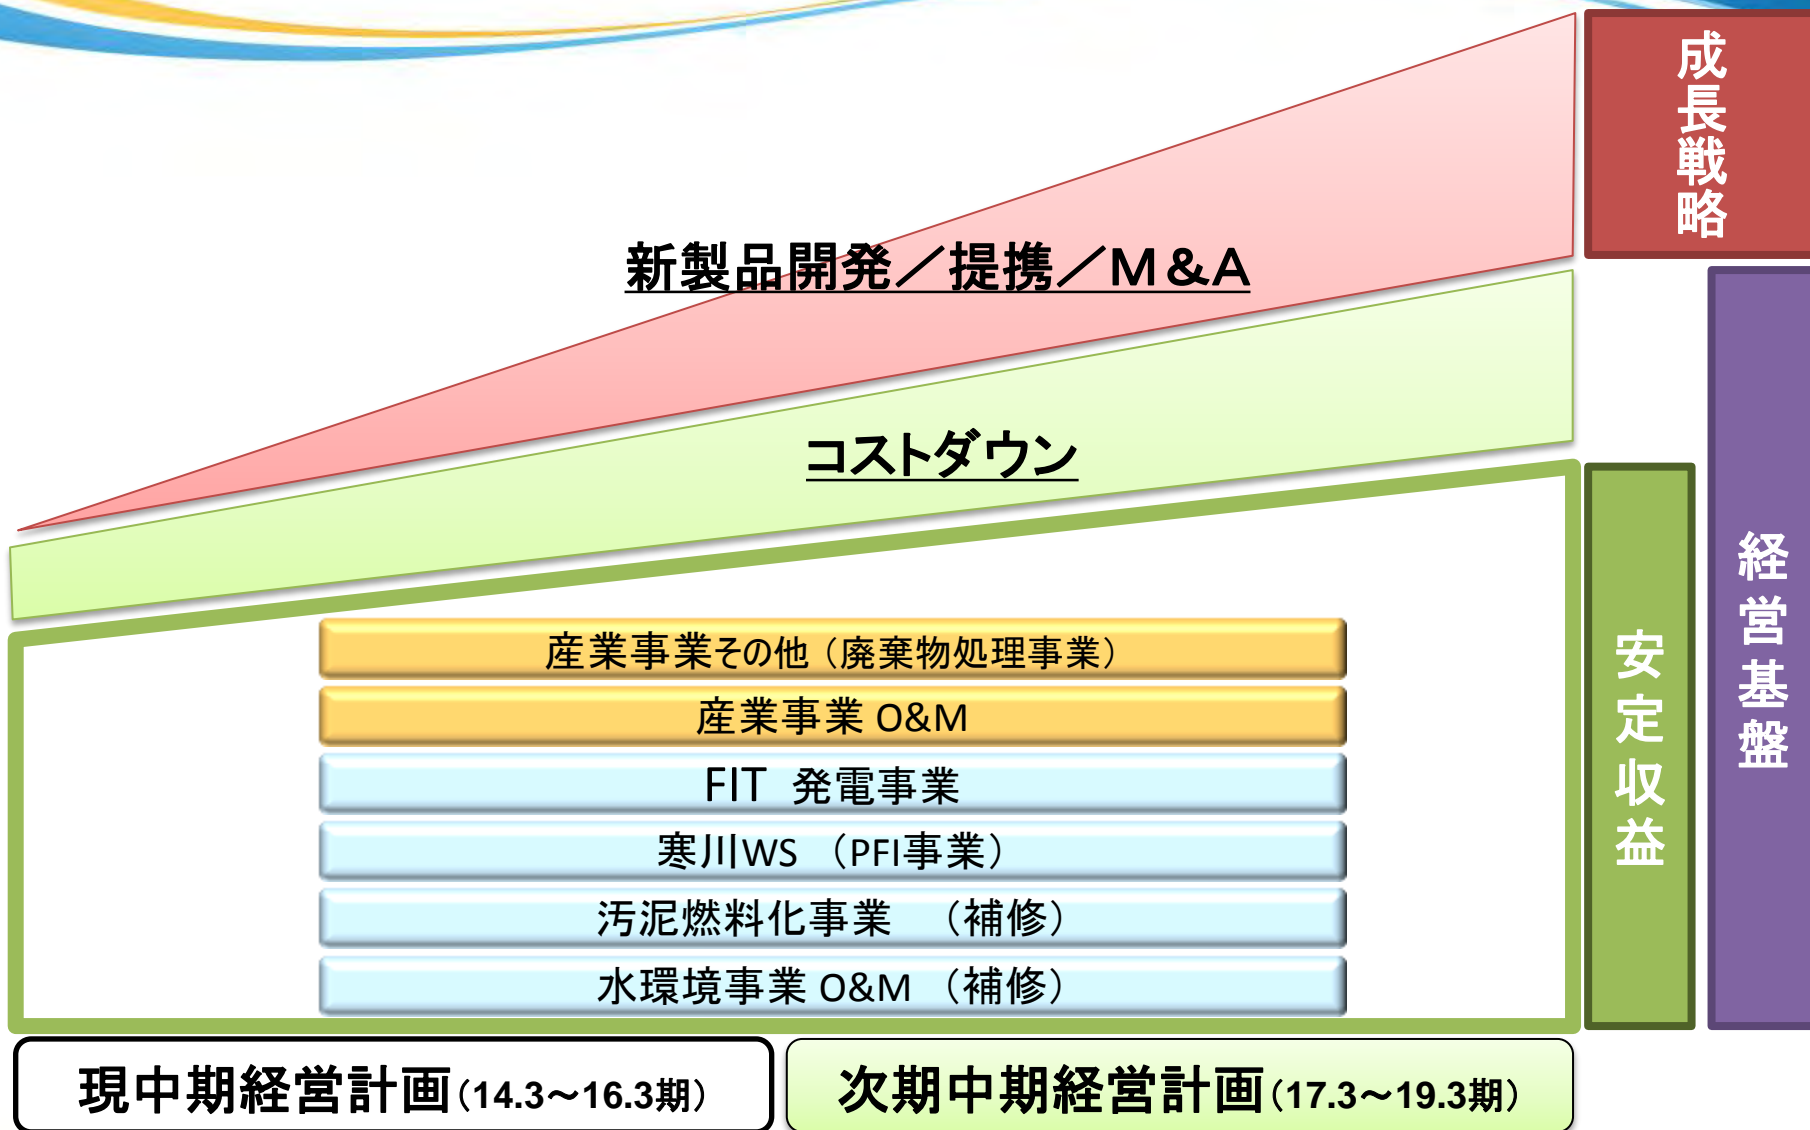 成長戦略
新製品開発／提携／M＆A
コストダウン
経営基盤
安定収益
産業事業その他（廃棄物処理事業）
産業事業 O&M
FIT 発電事業
寒川WS （PFI事業）
汚泥燃料化事業 （補修）
水環境事業 O&M （補修）
現中期経営計画（14.3～16.3期）
次期中期経営計画（17.3～19.3期）